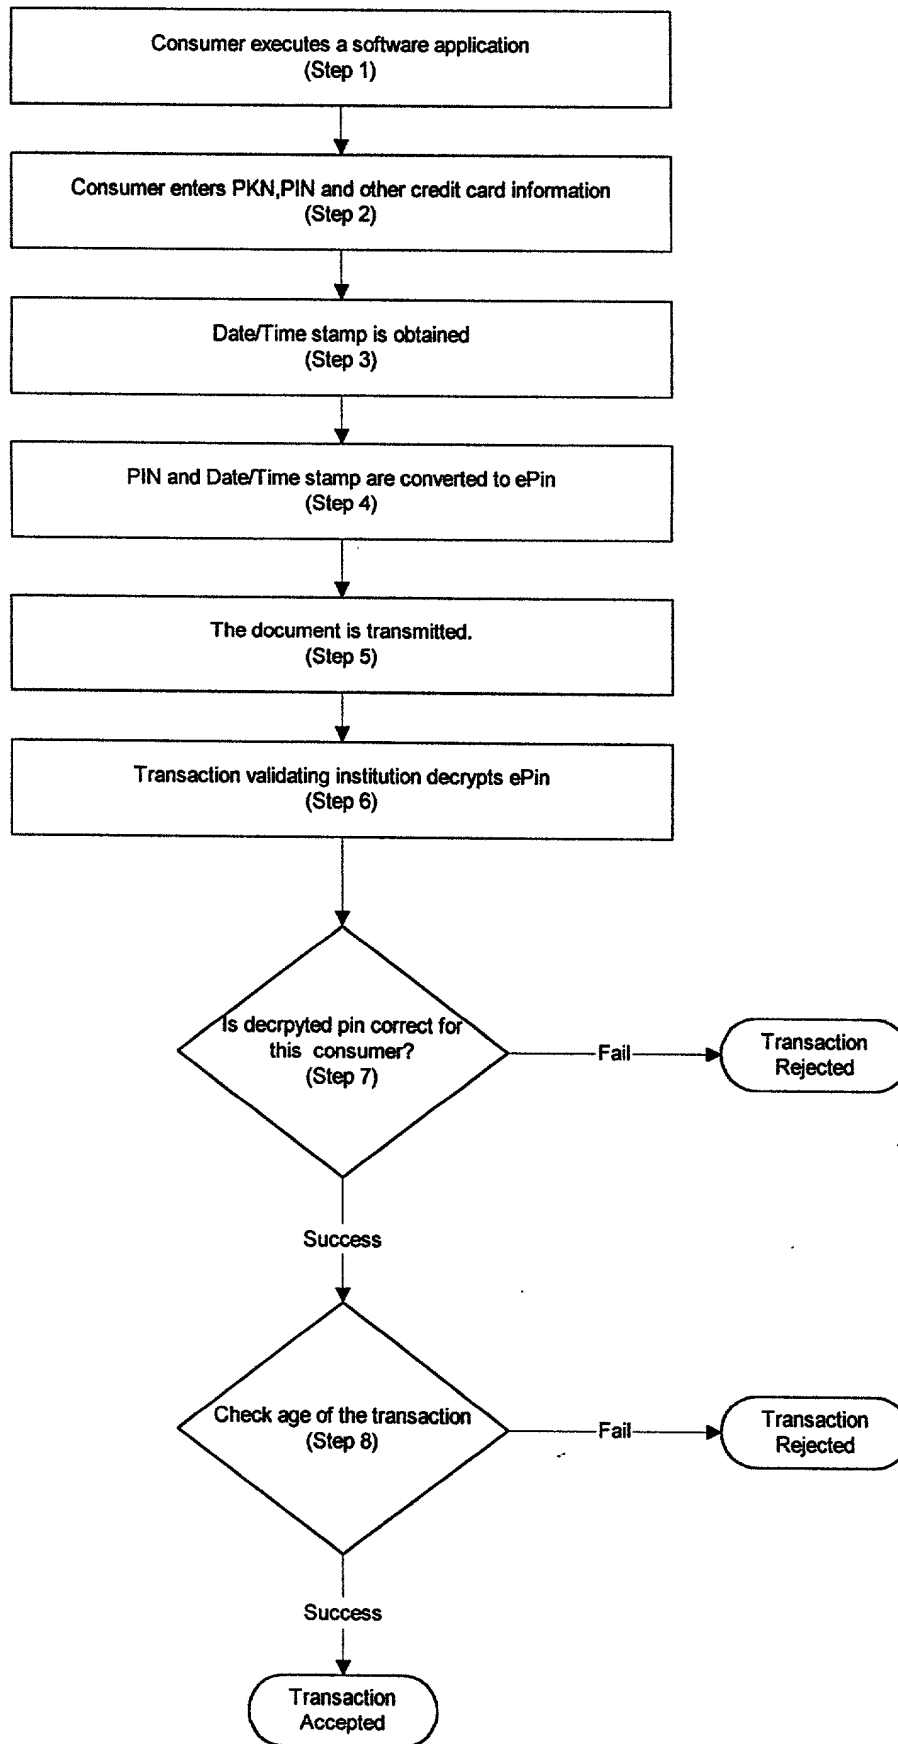 Consumer executes a software application
(Step 1)
Consumer enters PKN,PIN and other credit card information
(Step 2)
Date/Time stamp is obtained
(Step 3)
PIN and Date/Time stamp are converted to ePin
(Step 4)
The document is transmitted.
(Step 5)
Transaction validating institution decrypts ePin
(Step 6)
Is decrpyted pin correct for
this consumer?
(Step 7)
Fail
Transaction
Rejected
Success
Check age of the transaction
(Step 8)
Fail
Transaction
Rejected
Success
Transaction
Accepted